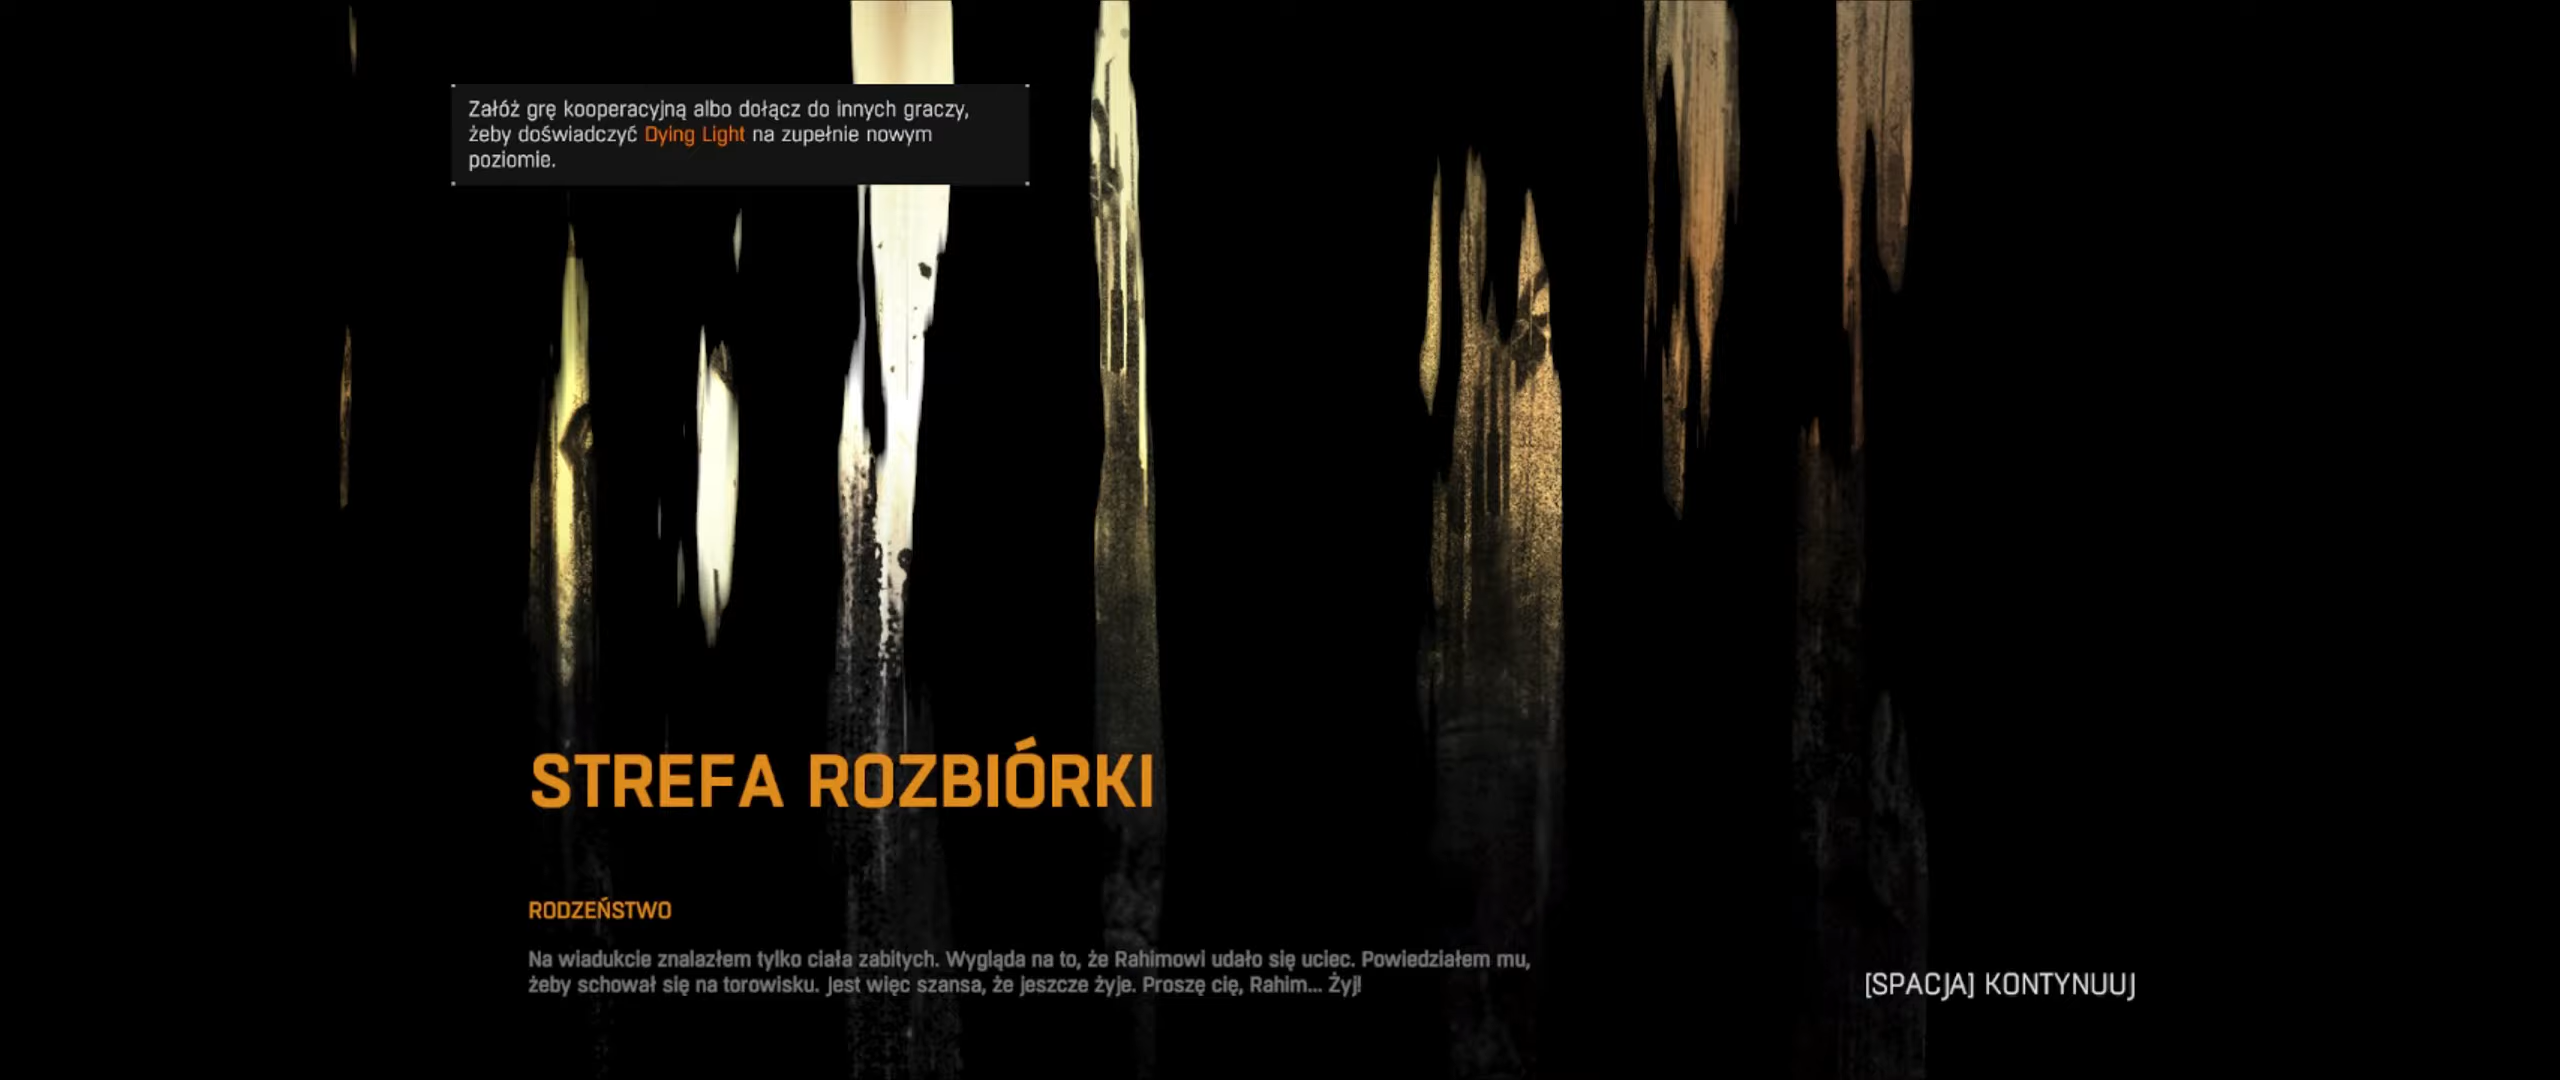 Załóż grę kooperacyjną albo dołącz do innych graczy,
żeby doświadczyć Dying Light na zupełnie nowym
poziomie.
STREFA ROZBIÓRKI
RODZEŃSTWO
Na wiadukcie znalazłem tylko ciała zabitych. Wygląda na to, że Rahimowi udało się uciec. Powiedziałem mu,
żeby schował się na torowisku. Jest więc szansa, że jeszcze żyje. Proszę cię, Rahim... Żyj!
[SPACJA] KONTYNUUJ